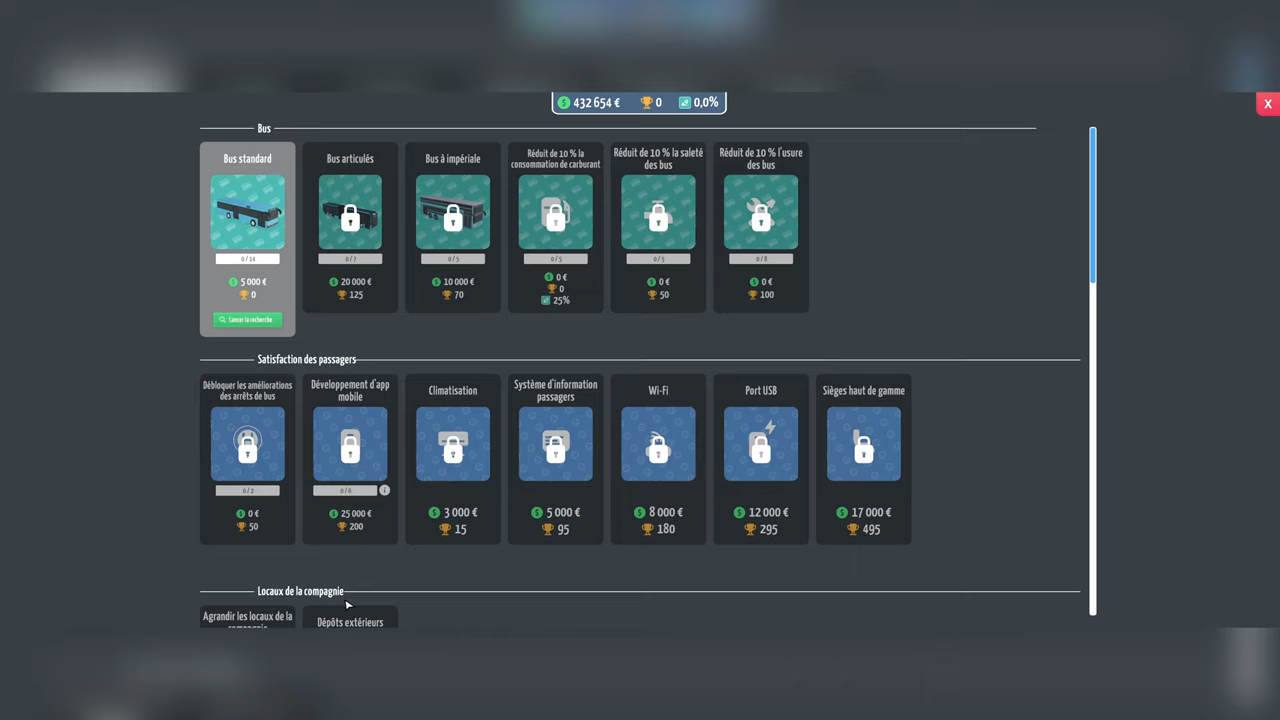 432 654 € 0 0,0%
X
Bus
Bus standard
0 / 14
5 000 €
0
Lancer la recherche
Bus articulés
0 / 7
20 000 €
125
Bus à impériale
0 / 5
10 000 €
70
Réduit de 10 % la
consommation de carburant
0 / 5
0 €
0
25%
Réduit de 10 % la saleté
des bus
0 / 5
0 €
50
Réduit de 10 % l'usure
des bus
0 / 8
0 €
100
Satisfaction des passagers
Débloquer les améliorations
des arrêts de bus
0 / 2
0 €
50
Développement d'app
mobile
0 / 6
25 000 €
200
Climatisation
3 000 €
15
Système d'information
passagers
5 000 €
95
Wi-Fi
8 000 €
180
Port USB
12 000 €
295
Sièges haut de gamme
17 000 €
495
Locaux de la compagnie
Agrandir les locaux de la
compagnie
Dépôts extérieurs